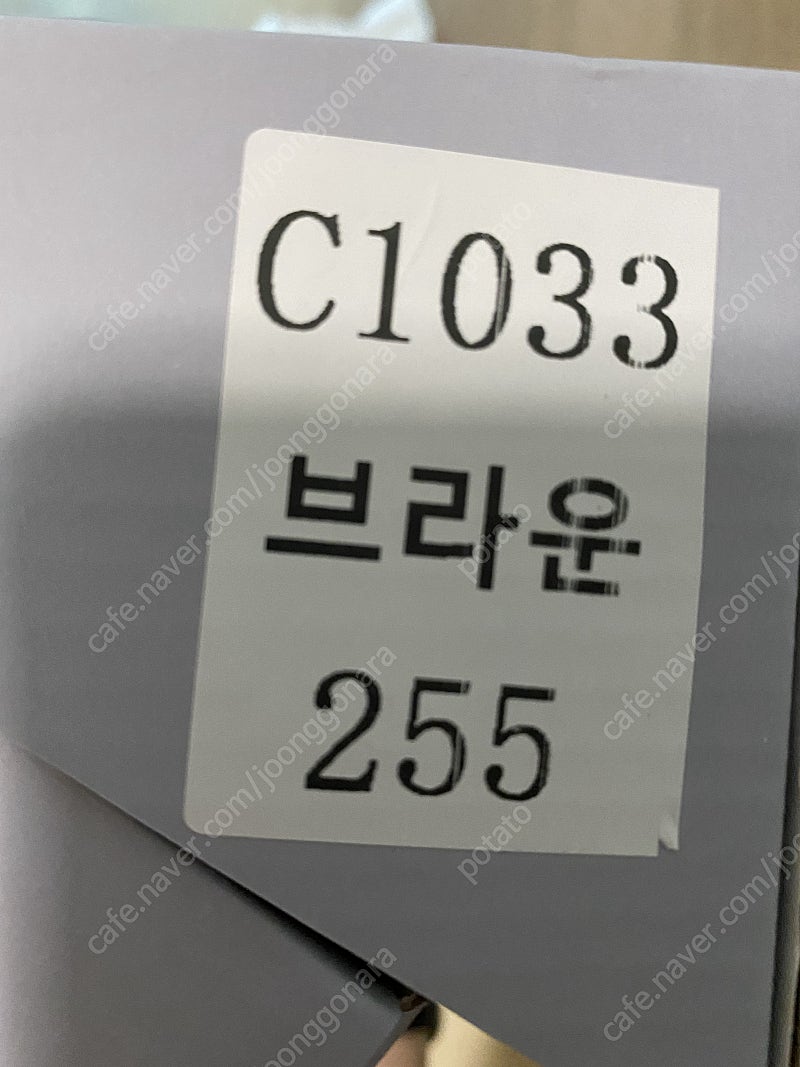 C1033
브라운
255
cafe.naver.com/joonggonara
potato